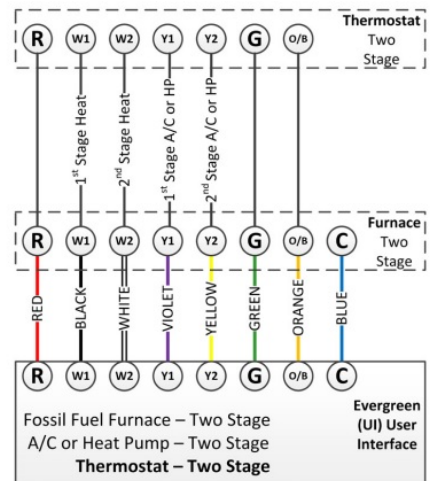 Thermostat
Two
Stage
R W1 W2 Y1 Y2 G O/B
1st Stage Heat
2nd Stage Heat
1st Stage A/C or HP
2nd Stage A/C or HP
Furnace
Two
Stage
R W1 W2 Y1 Y2 G O/B C
RED
BLACK
WHITE
VIOLET
YELLOW
GREEN
ORANGE
BLUE
R W1 W2 Y1 Y2 G O/B C
Fossil Fuel Furnace – Two Stage
A/C or Heat Pump – Two Stage
Thermostat – Two Stage
Evergreen
(UI) User
Interface